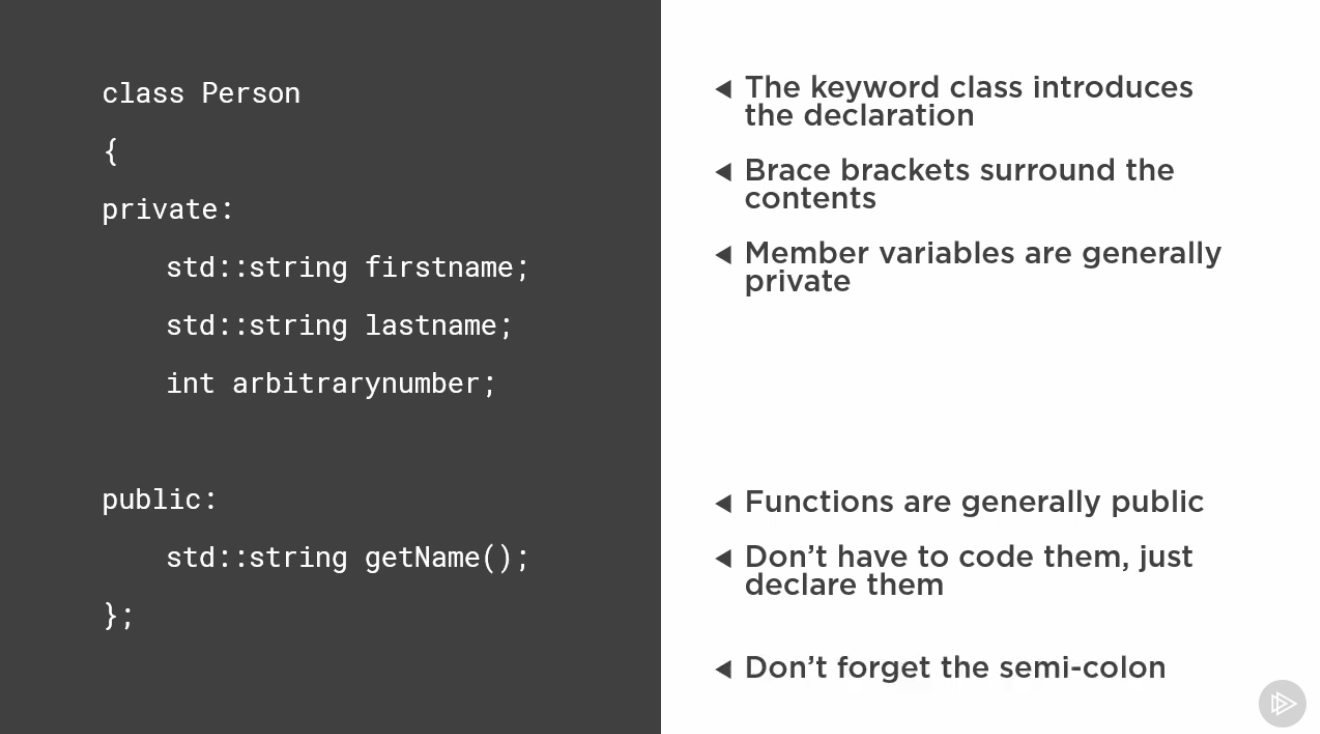 class Person
{
private:
std::string firstname;
std::string lastname;
int arbitrarynumber;
public:
std::string getName();
};
The keyword class introduces
the declaration
Brace brackets surround the
contents
Member variables are generally
private
Functions are generally public
Don't have to code them, just
declare them
Don't forget the semi-colon